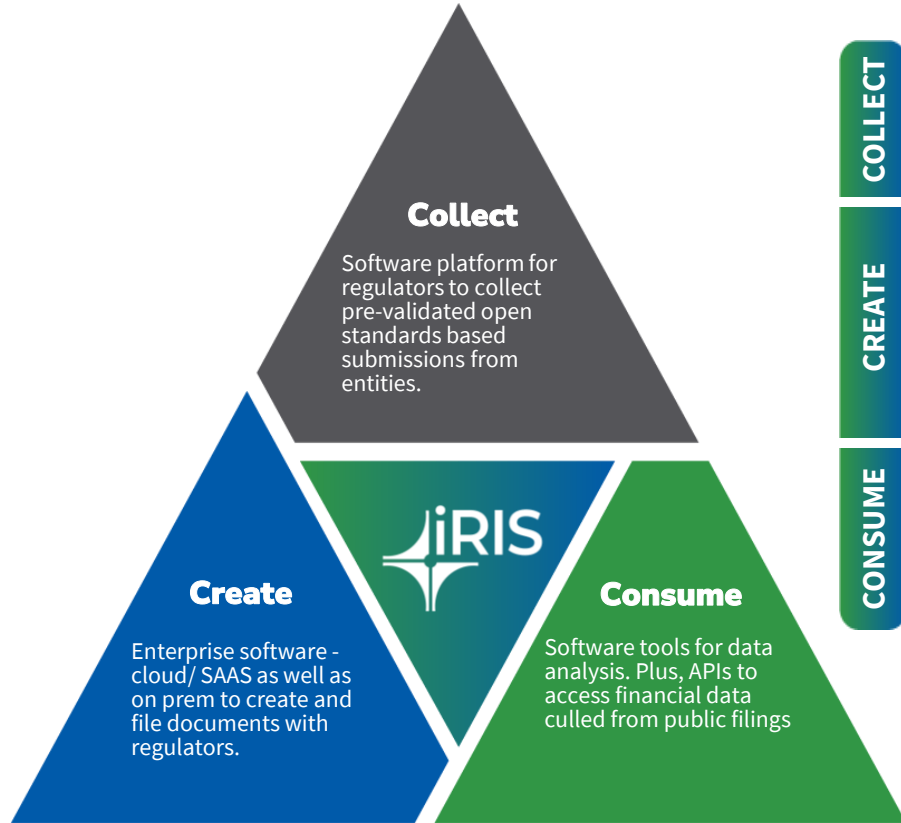 Collect
Software platform for
regulators to collect
pre-validated open
standards based
submissions from
entities.
iRIS
Create
Enterprise software -
cloud/ SAAS as well as
on prem to create and
file documents with
regulators.
Consume
Software tools for data
analysis. Plus, APIs to
access financial data
culled from public filings
COLLECT
CREATE
CONSUME